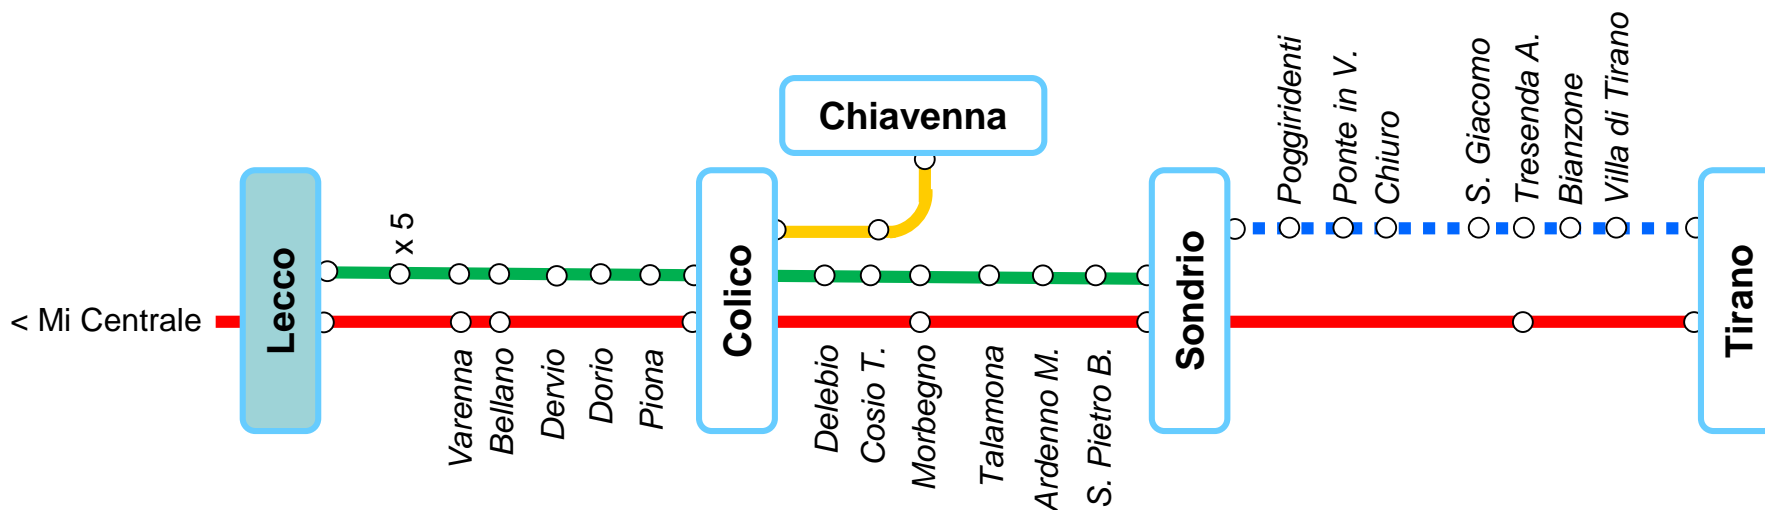 < Mi Centrale
Lecco
x 5
Varenna
Bellano
Dervio
Dorio
Piona
Colico
Chiavenna
Delebio
Cosio T.
Morbegno
Talamona
Ardenno M.
S. Pietro B.
Sondrio
Poggiridenti
Ponte in V.
Chiuro
S. Giacomo
Tresenda A.
Bianzone
Villa di Tirano
Tirano